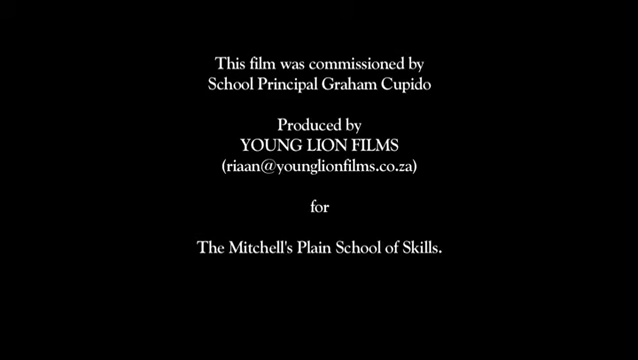 This film was commissioned by
School Principal Graham Cupido
Produced by
YOUNG LION FILMS
(riaan@younglionfilms.co.za)
for
The Mitchell's Plain School of Skills.